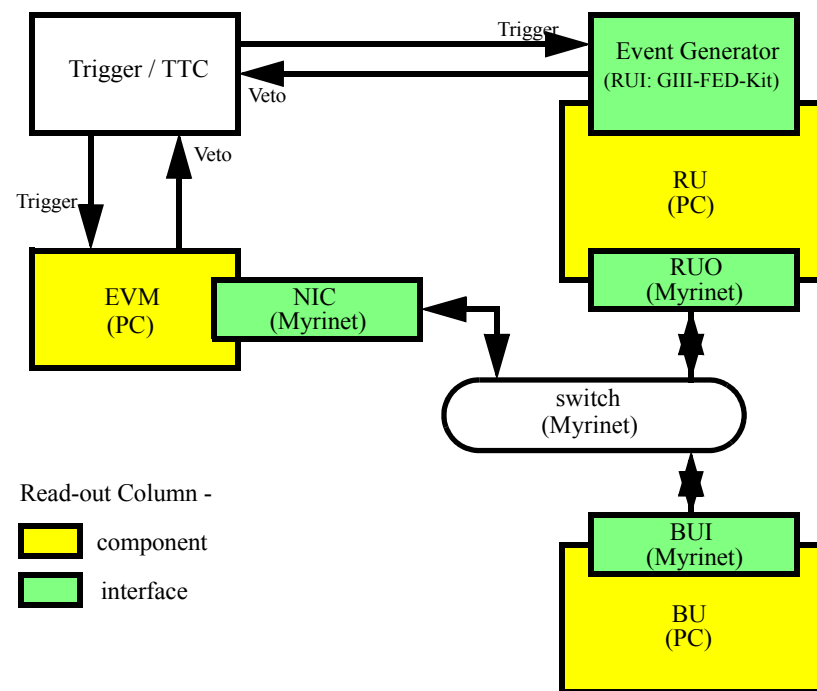 Trigger
Trigger / TTC
Event Generator
(RUI: GIII-FED-Kit)
Veto
Veto
Trigger
RU
(PC)
EVM
(PC)
NIC
(Myrinet)
RUO
(Myrinet)
switch
(Myrinet)
Read-out Column -
component
interface
BUI
(Myrinet)
BU
(PC)